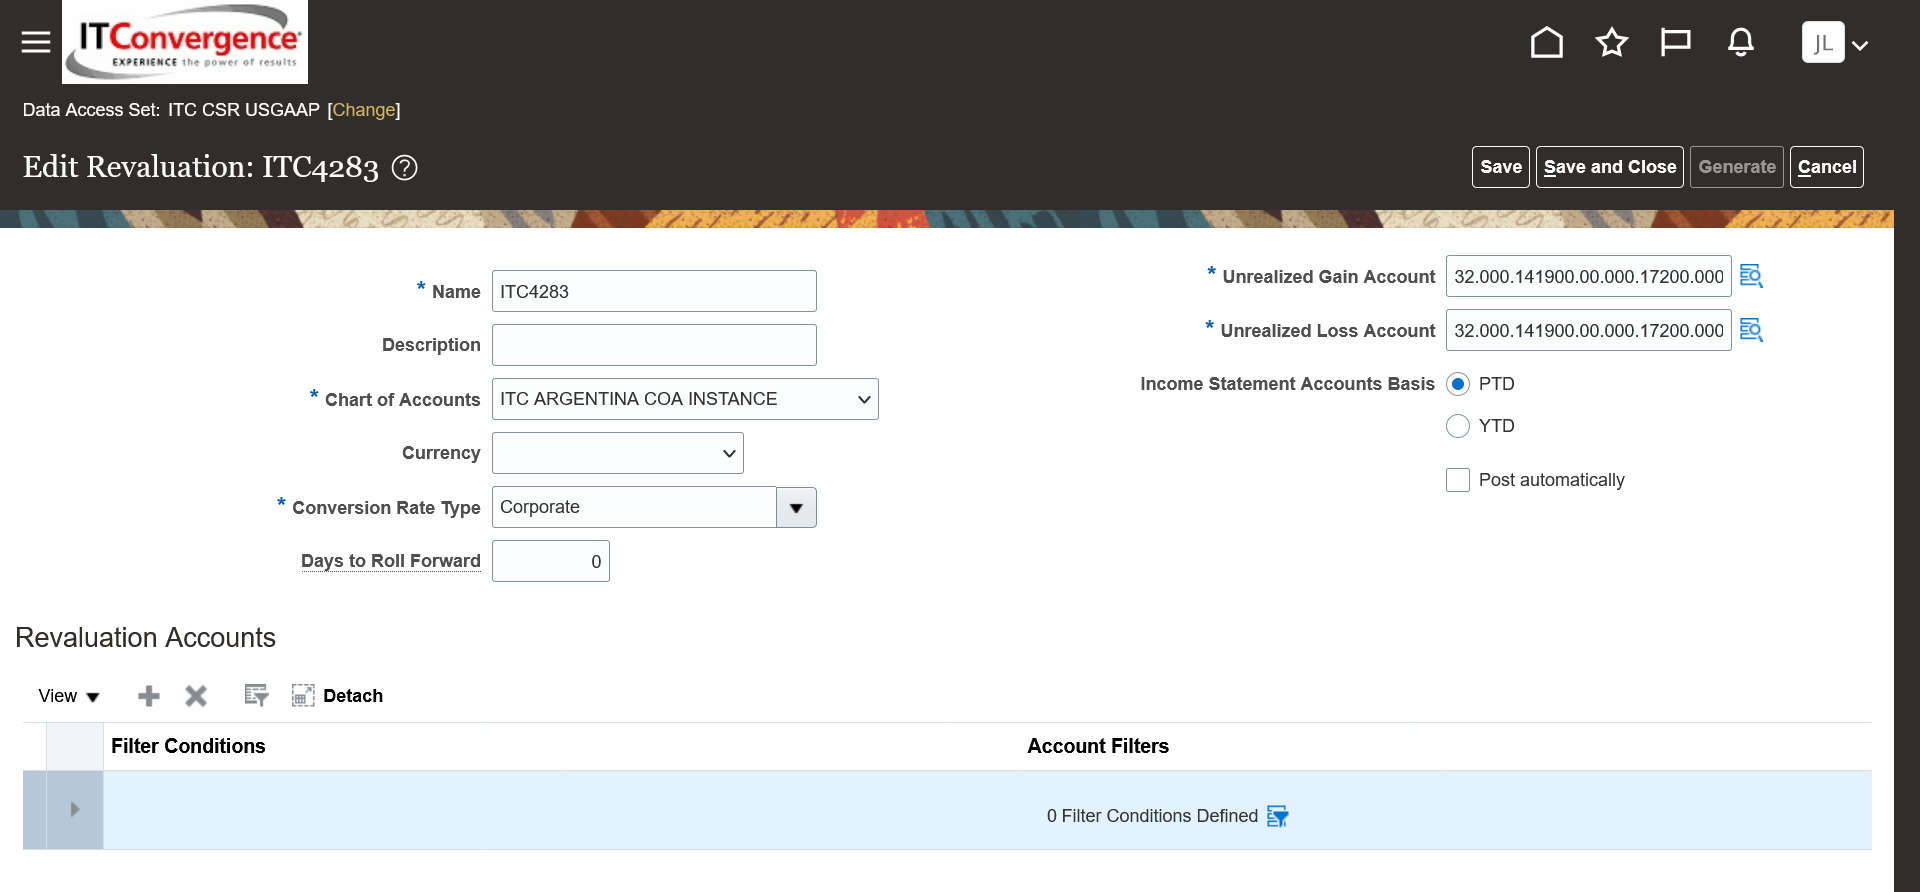 ITConvergence
EXPERIENCE the power of results
JL
Data Access Set: ITC CSR USGAAP [Change]
Edit Revaluation: ITC4283 ?
Save
Save and Close
Generate
Cancel
* Name ITC4283
Description
* Chart of Accounts ITC ARGENTINA COA INSTANCE
Currency
* Conversion Rate Type Corporate
Days to Roll Forward 0
* Unrealized Gain Account 32.000.141900.00.000.17200.000
* Unrealized Loss Account 32.000.141900.00.000.17200.000
Income Statement Accounts Basis PTD
YTD
Post automatically
Revaluation Accounts
View Detach
Filter Conditions Account Filters
0 Filter Conditions Defined